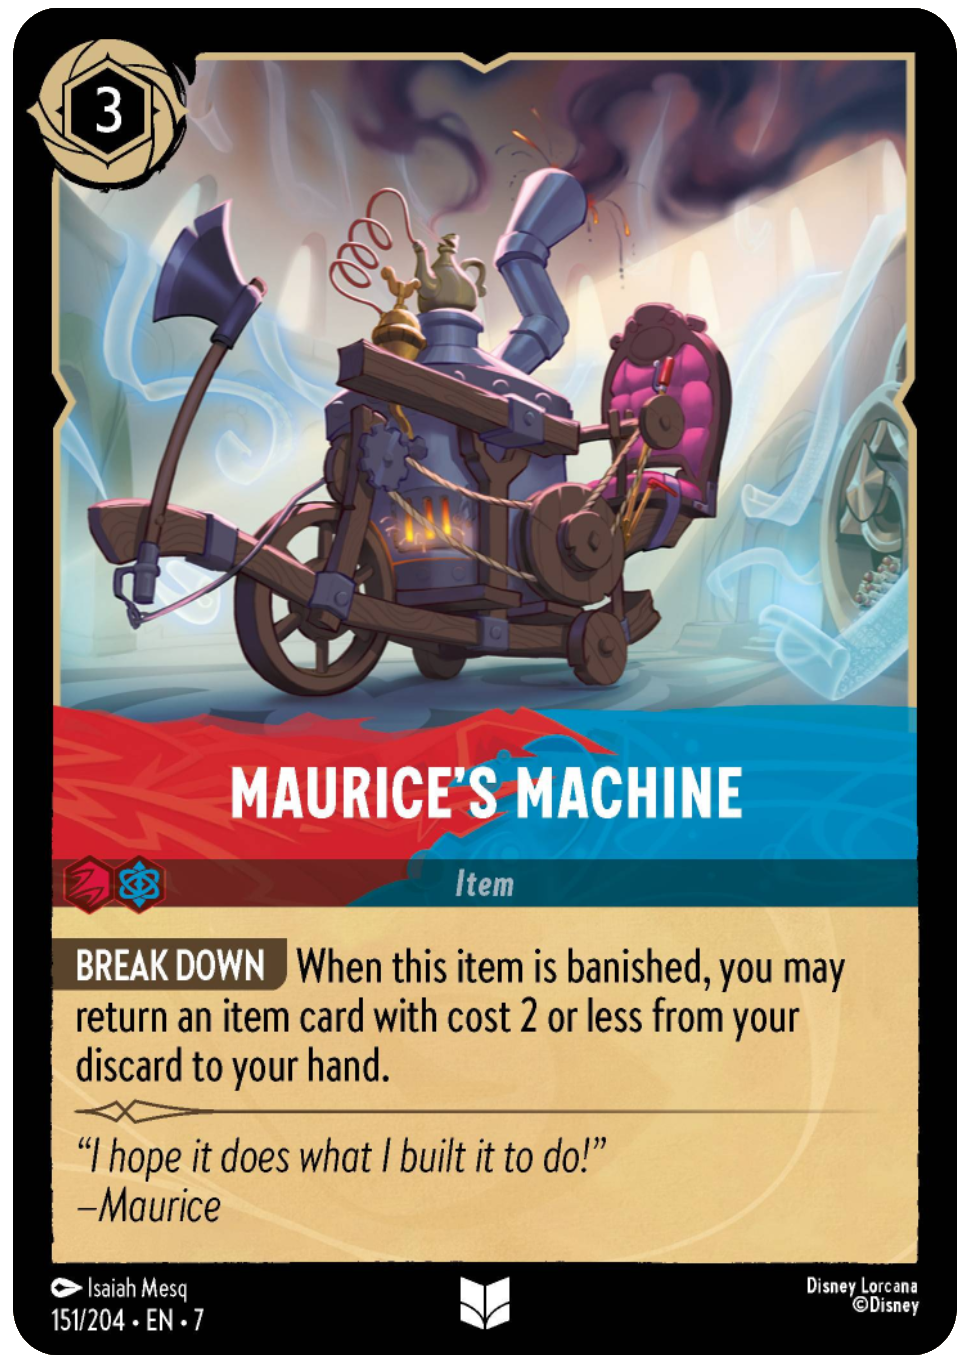 3
MAURICE’S MACHINE
Item
BREAK DOWN When this item is banished, you may
return an item card with cost 2 or less from your
discard to your hand.
“I hope it does what I built it to do!”
–Maurice
Isaiah Mesq
151/204 • EN • 7
Disney Lorcana
©Disney